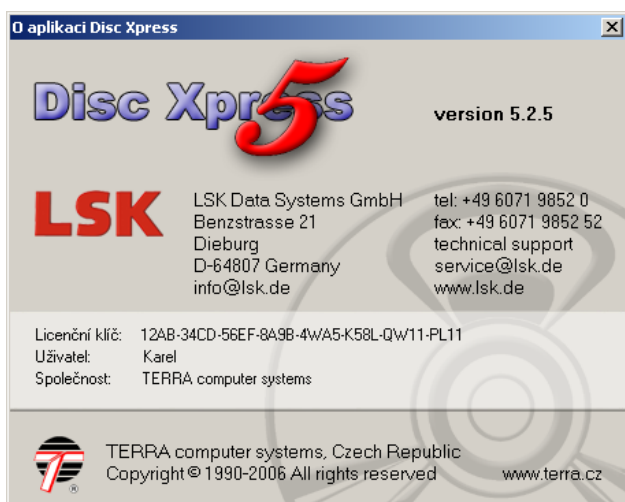 O aplikaci Disc Xpress
Disc Xpress 5
version 5.2.5
LSK
LSK Data Systems GmbH
Benzstrasse 21
Dieburg
D-64807 Germany
info@lsk.de
tel: +49 6071 9852 0
fax: +49 6071 9852 52
technical support
service@lsk.de
www.lsk.de
Licenční klíč: 12AB-34CD-56EF-8A9B-4WA5-K58L-QW11-PL11
Uživatel: Karel
Společnost: TERRA computer systems
TERRA computer systems, Czech Republic
Copyright © 1990-2006 All rights reserved
www.terra.cz